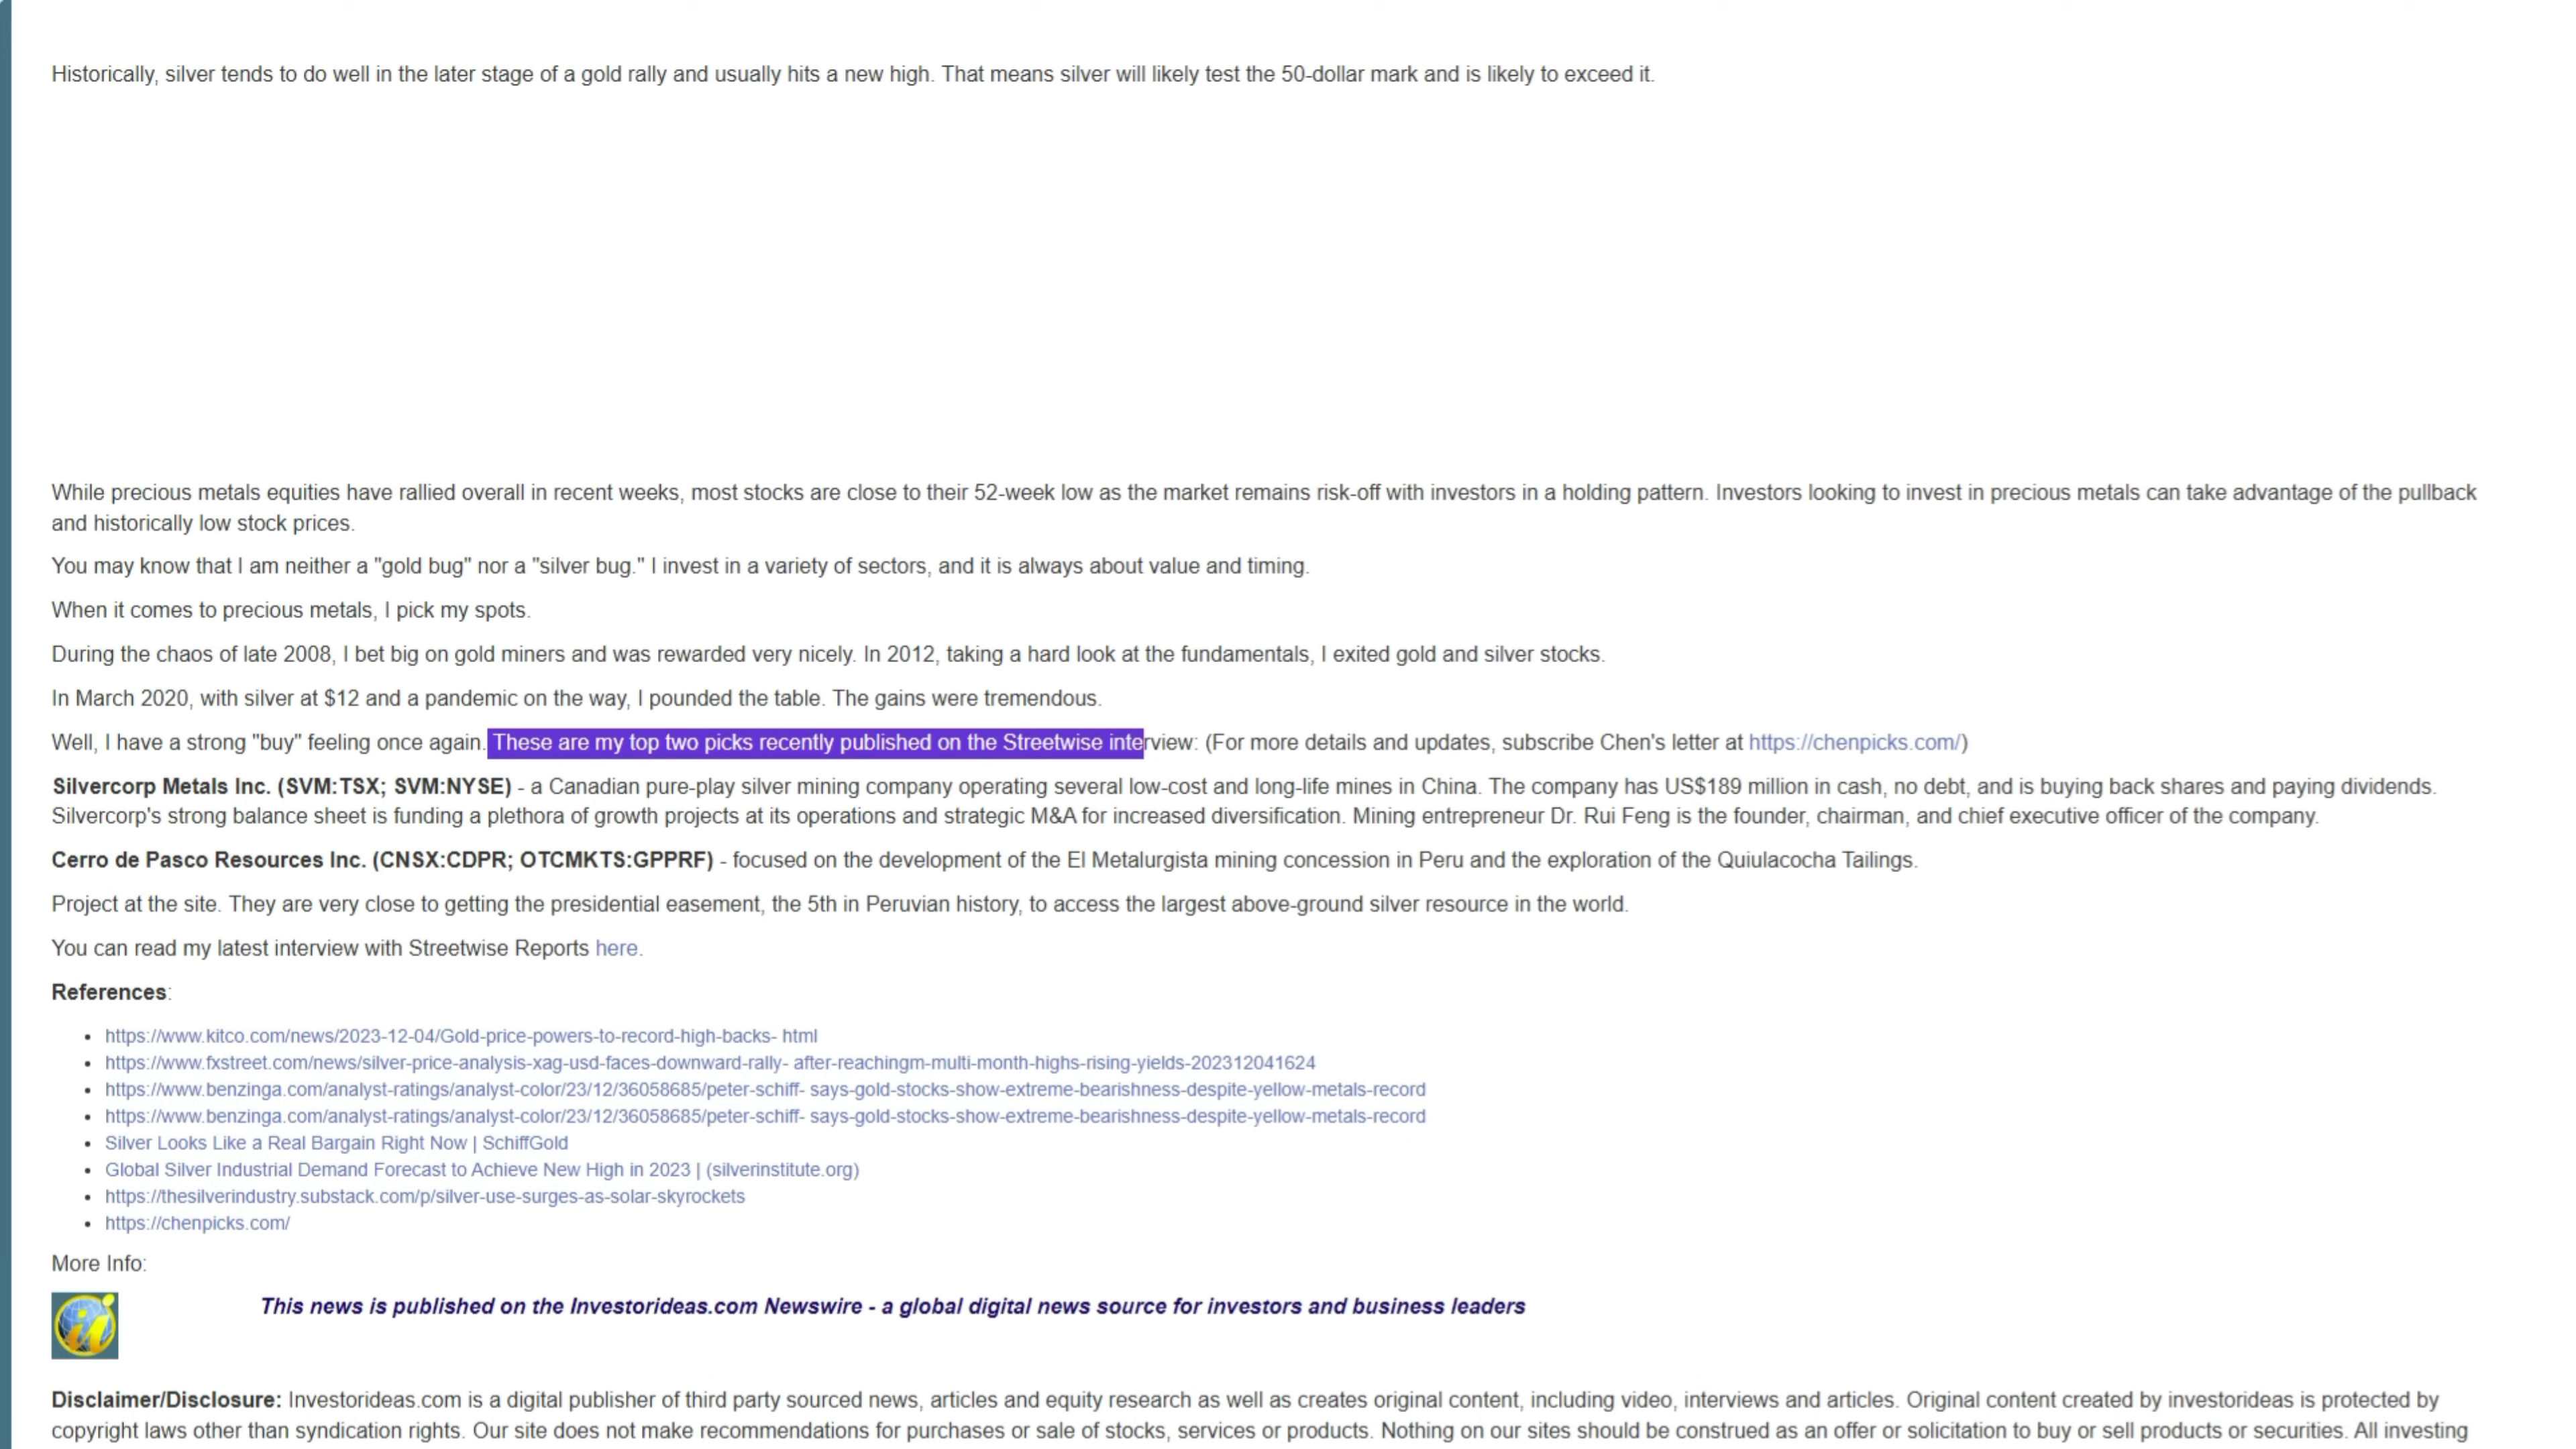 Historically, silver tends to do well in the later stage of a gold rally and usually hits a new high. That means silver will likely test the 50-dollar mark and is likely to exceed it.
While precious metals equities have rallied overall in recent weeks, most stocks are close to their 52-week low as the market remains risk-off with investors in a holding pattern. Investors looking to invest in precious metals can take advantage of the pullback
and historically low stock prices.
You may know that I am neither a "gold bug" nor a "silver bug." I invest in a variety of sectors, and it is always about value and timing.
When it comes to precious metals, I pick my spots.
During the chaos of late 2008, I bet big on gold miners and was rewarded very nicely. In 2012, taking a hard look at the fundamentals, I exited gold and silver stocks.
In March 2020, with silver at $12 and a pandemic on the way, I pounded the table. The gains were tremendous.
Well, I have a strong "buy" feeling once again. These are my top two picks recently published on the Streetwise interview: (For more details and updates, subscribe Chen's letter at https://chenpicks.com/)
Silvercorp Metals Inc. (SVM:TSX; SVM:NYSE) - a Canadian pure-play silver mining company operating several low-cost and long-life mines in China. The company has US$189 million in cash, no debt, and is buying back shares and paying dividends.
Silvercorp's strong balance sheet is funding a plethora of growth projects at its operations and strategic M&A for increased diversification. Mining entrepreneur Dr. Rui Feng is the founder, chairman, and chief executive officer of the company.
Cerro de Pasco Resources Inc. (CNSX:CDPR; OTCMKTS:GPPRF) - focused on the development of the El Metalurgista mining concession in Peru and the exploration of the Quiulacocha Tailings.
Project at the site. They are very close to getting the presidential easement, the 5th in Peruvian history, to access the largest above-ground silver resource in the world.
You can read my latest interview with Streetwise Reports here.
References:
• https://www.kitco.com/news/2023-12-04/Gold-price-powers-to-record-high-backs- html
• https://www.fxstreet.com/news/silver-price-analysis-xag-usd-faces-downward-rally- after-reachingm-multi-month-highs-rising-yields-202312041624
• https://www.benzinga.com/analyst-ratings/analyst-color/23/12/36058685/peter-schiff- says-gold-stocks-show-extreme-bearishness-despite-yellow-metals-record
• https://www.benzinga.com/analyst-ratings/analyst-color/23/12/36058685/peter-schiff- says-gold-stocks-show-extreme-bearishness-despite-yellow-metals-record
• Silver Looks Like a Real Bargain Right Now | SchiffGold
• Global Silver Industrial Demand Forecast to Achieve New High in 2023 | (silverinstitute.org)
• https://thesilverindustry.substack.com/p/silver-use-surges-as-solar-skyrockets
• https://chenpicks.com/
More Info:
This news is published on the Investorideas.com Newswire - a global digital news source for investors and business leaders
Disclaimer/Disclosure: Investorideas.com is a digital publisher of third party sourced news, articles and equity research as well as creates original content, including video, interviews and articles. Original content created by investorideas is protected by
copyright laws other than syndication rights. Our site does not make recommendations for purchases or sale of stocks, services or products. Nothing on our sites should be construed as an offer or solicitation to buy or sell products or securities. All investing